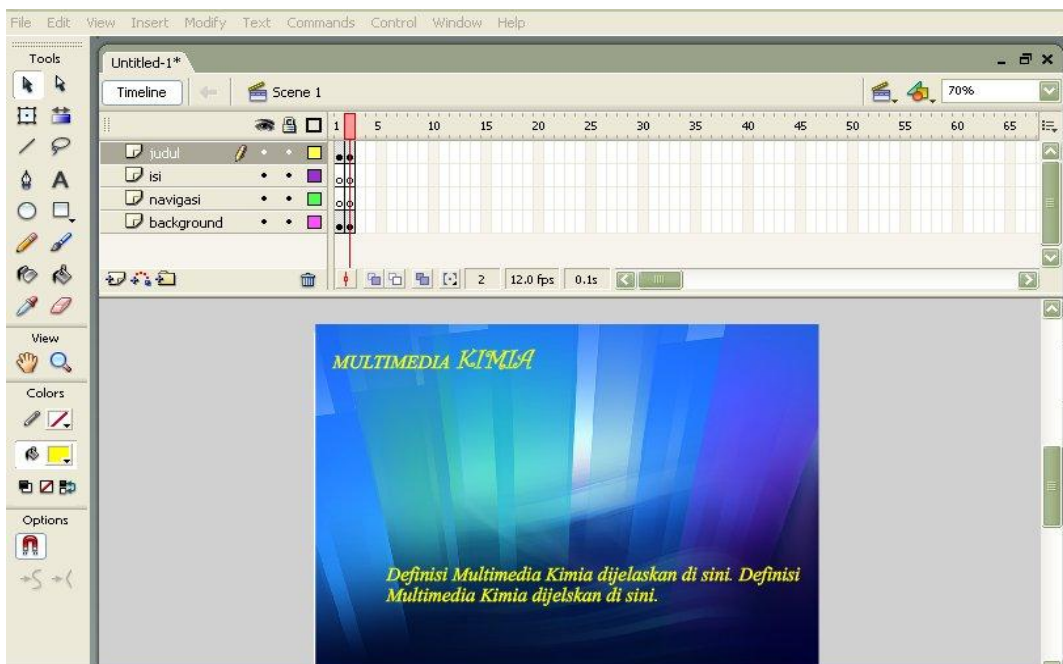 File Edit View Insert Modify Text Commands Control Window Help
Tools
Untitled-1*
Timeline
Scene 1
70%
1 5 10 15 20 25 30 35 40 45 50 55 60 65
judul
isi
navigasi
background
2 12.0 fps 0.1s
View
Colors
Options
MULTIMEDIA KIMIA
Definisi Multimedia Kimia dijelaskan di sini. Definisi
Multimedia Kimia dijelskan di sini.